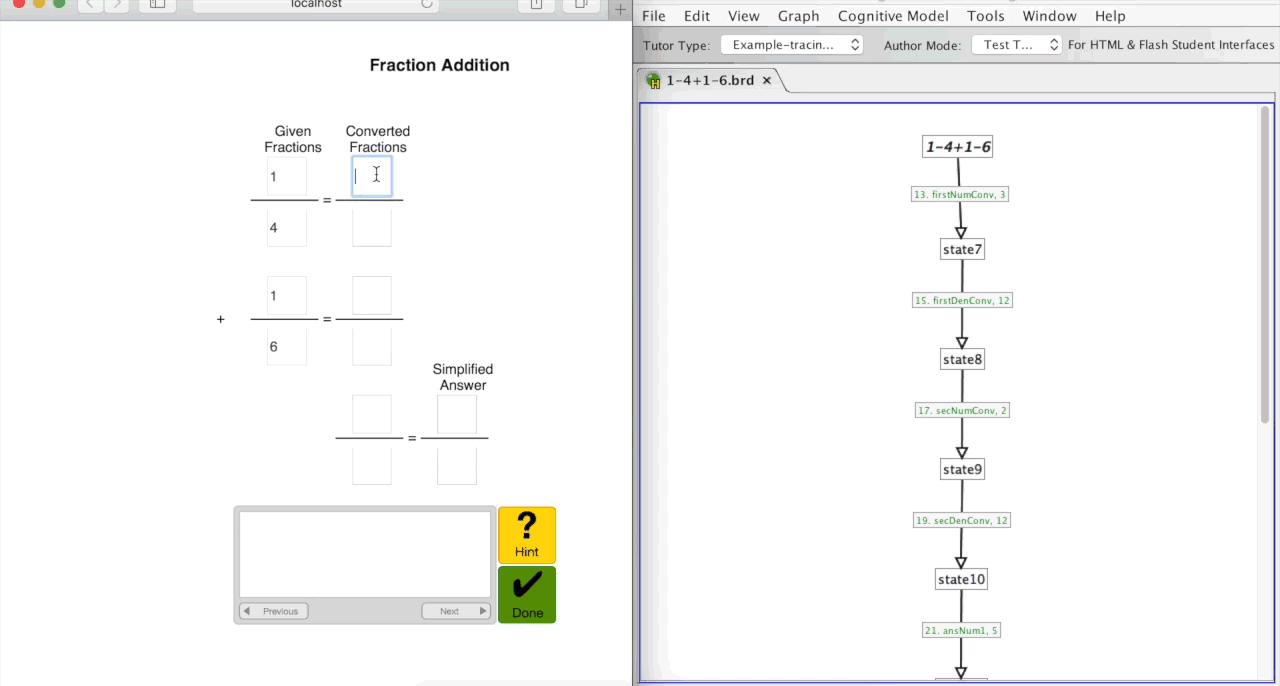 localhost
Fraction Addition
Given Fractions
Converted Fractions
1
=
4
+
1
=
6
Simplified Answer
=
?
Hint
Previous
Next
Done
File Edit View Graph Cognitive Model Tools Window Help
Tutor Type: Example-tracin... Author Mode: Test T... For HTML & Flash Student Interfaces
H 1-4+1-6.brd ×
1-4+1-6
13. firstNumConv, 3
state7
15. firstDenConv, 12
state8
17. secNumConv, 2
state9
19. secDenConv, 12
state10
21. ansNum1, 5